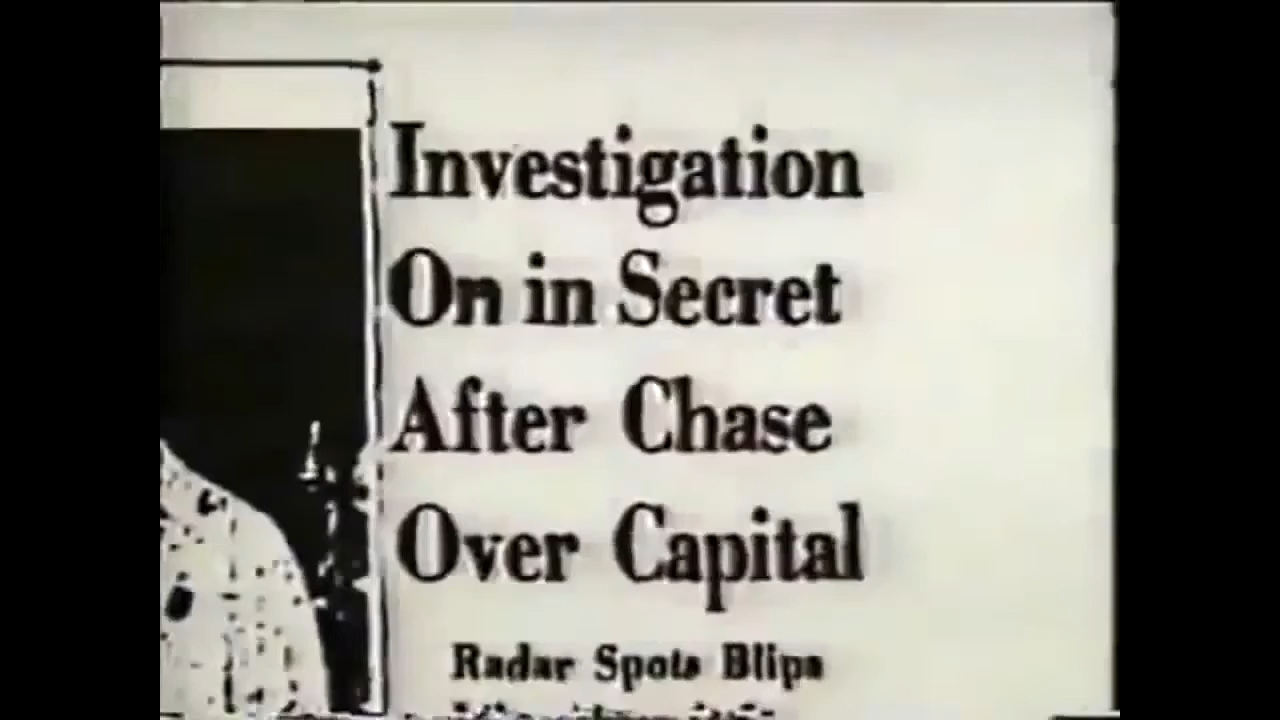 Investigation
On in Secret
After Chase
Over Capital
Radar Spots Blips